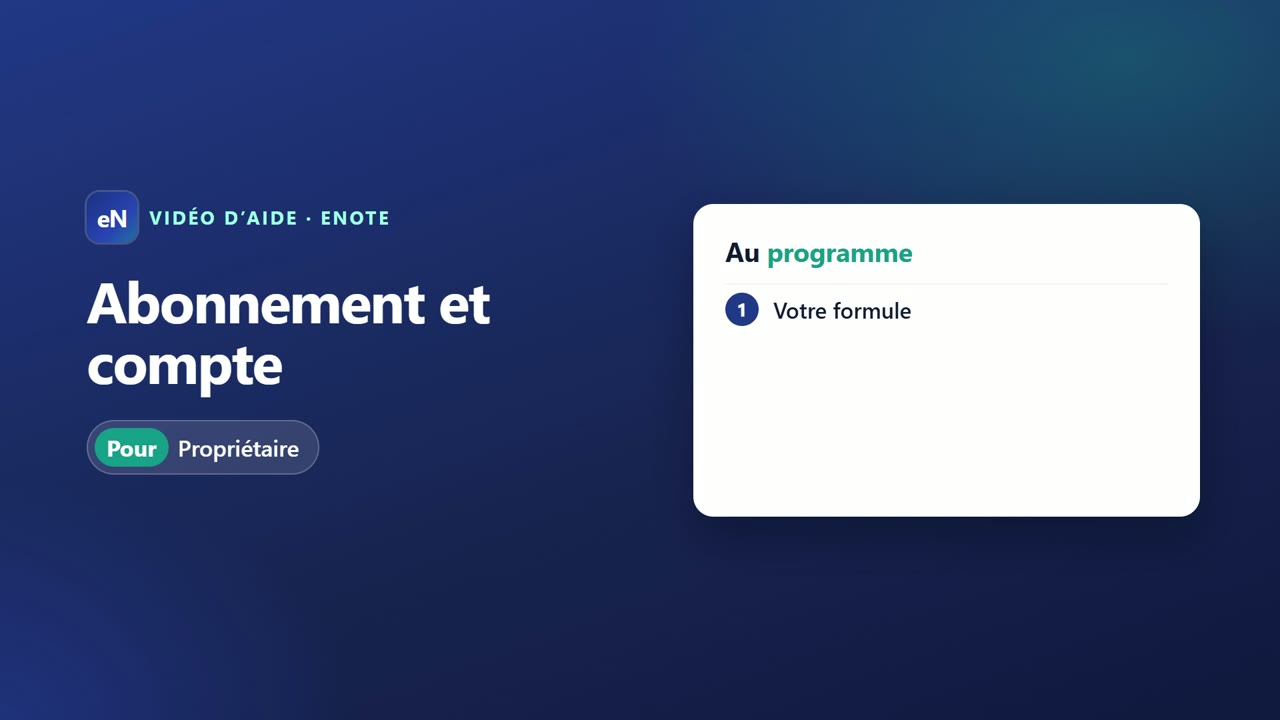 eN
VIDÉO D’AIDE · ENOTE
Abonnement et
compte
Pour Propriétaire
Au programme
1 Votre formule